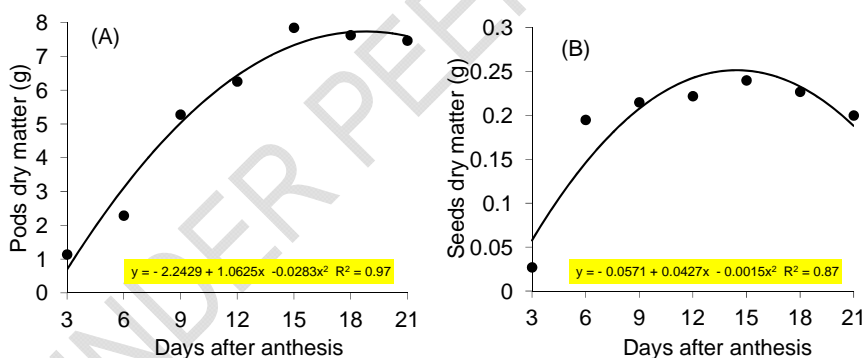 (A)
Pods dry matter (g)
8
7
6
5
4
3
2
1
0
y = - 2.2429 + 1.0625x -0.0283x² R² = 0.97
3 6 9 12 15 18 21
Days after anthesis
(B)
Seeds dry matter (g)
0.3
0.25
0.2
0.15
0.1
0.05
0
y = - 0.0571 + 0.0427x - 0.0015x² R² = 0.87
3 6 9 12 15 18 21
Days after anthesis
UNDER PEER